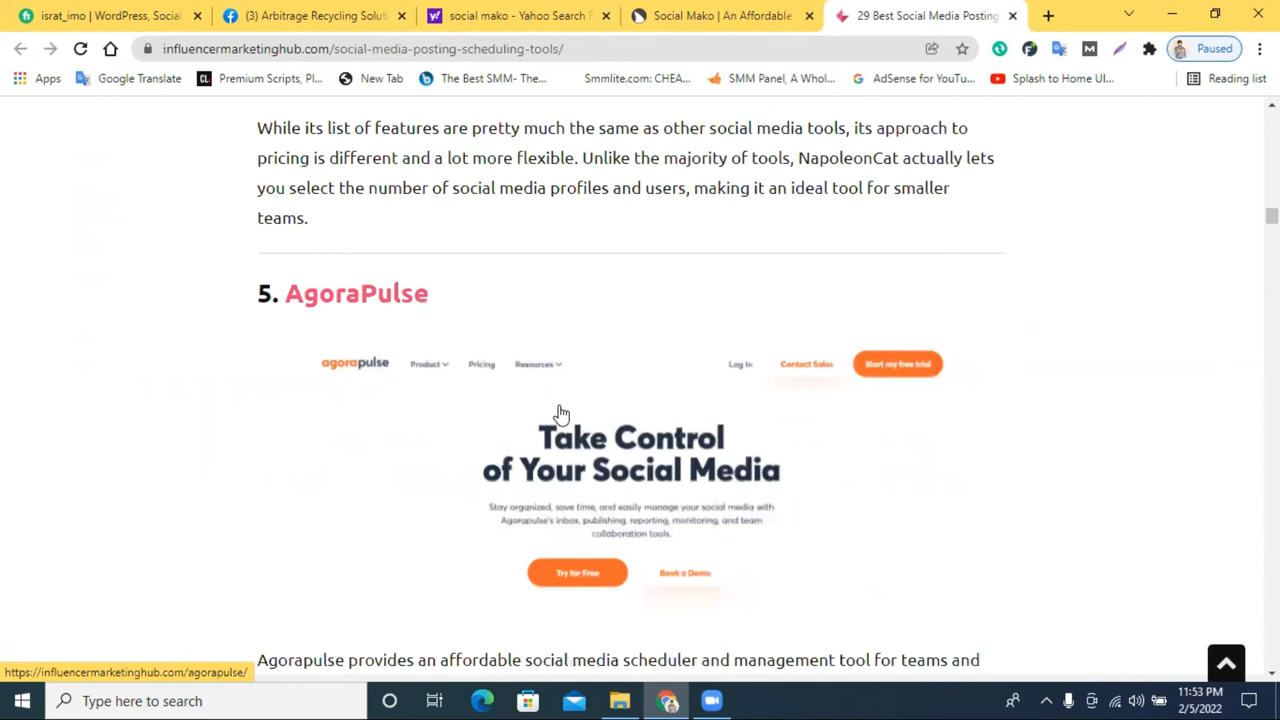 israt_imo | WordPress, Social
(3) Arbitrage Recycling Soluti
social mako - Yahoo Search R
Social Mako | An Affordable
29 Best Social Media Posting
influencermarketinghub.com/social-media-posting-scheduling-tools/
Paused
Apps
Google Translate
Premium Scripts, Pl...
New Tab
The Best SMM- The...
Smmlite.com: CHEA...
SMM Panel, A Whol...
AdSense for YouTu...
Splash to Home UI...
Reading list
While its list of features are pretty much the same as other social media tools, its approach to
pricing is different and a lot more flexible. Unlike the majority of tools, NapoleonCat actually lets
you select the number of social media profiles and users, making it an ideal tool for smaller
teams.
5. AgoraPulse
agorapulse Product Pricing Resources Log In Contact Sales Start my free trial
Take Control
of Your Social Media
Stay organized, save time, and easily manage your social media with
Agorapulse's inbox, publishing, reporting, monitoring, and team
collaboration tools.
Try for Free Book a Demo
Agorapulse provides an affordable social media scheduler and management tool for teams and
https://influencermarketinghub.com/agorapulse/
Type here to search
11:53 PM
2/5/2022